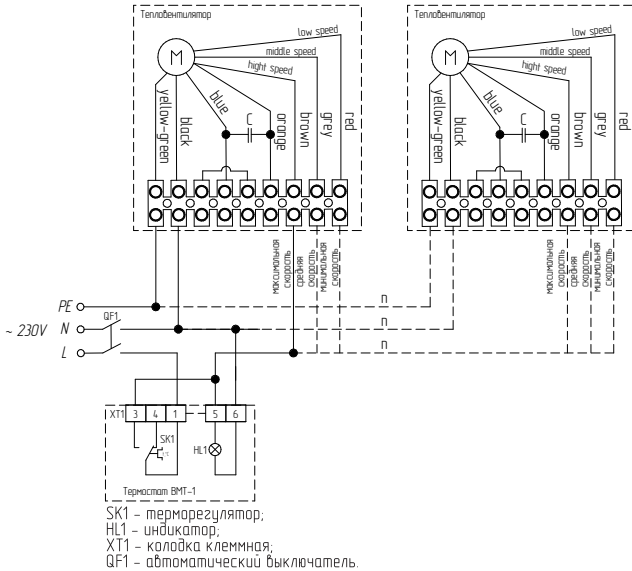 Тепловентилятор
M
low speed
middle speed
hight speed
yellow-green
black
blue
C
orange
brown
grey
red
максимальная
скорость
средняя
скорость
минимальная
скорость
Тепловентилятор
M
low speed
middle speed
hight speed
yellow-green
black
blue
C
orange
brown
grey
red
максимальная
скорость
средняя
скорость
минимальная
скорость
PE
n
~ 230V N QF1
n
L
n
XT1 3 4 1 5 6
SK1
t°C
HL1
Термостат ВМТ-1
SK1 - терморегулятор;
HL1 - индикатор;
XT1 - колодка клеммная;
QF1 - автоматический выключатель.